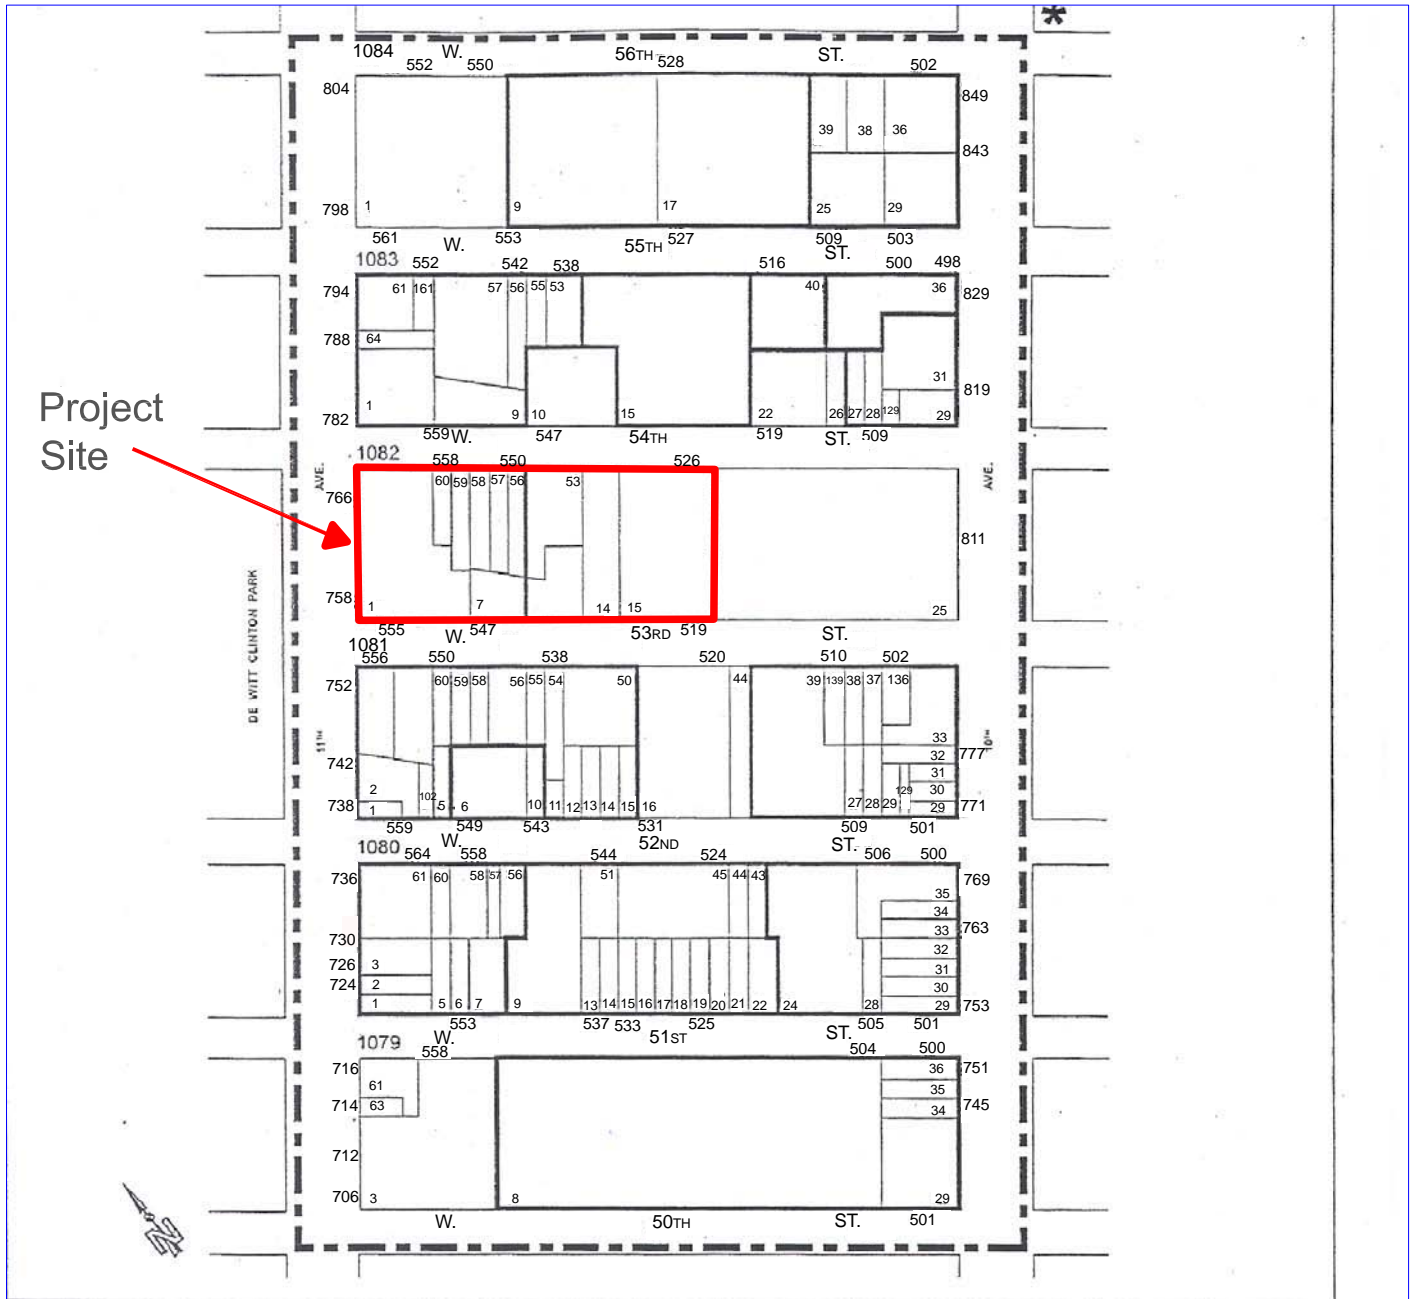 *
1084 W. 56TH ST.
552 550 528 502
804 849
39 38 36
843
798 1 9 17 25 29
561 553 527 509 503
W. 55TH ST.
1083 552 542 538 516 500 498
794 61 161 57 56 55 53 40 36 829
788 64
31 819
782 1 9 10 15 22 26 27 28 129 29
559 547 519 509
W. 54TH ST.
Project
Site
1082 558 550 526
AVE. AVE.
766 60 59 58 57 56 53
811
758 1 7 14 15 25
555 547 519
W. 53RD ST.
DE WITT CLINTON PARK
1081 556 550 538 520 510 502
752 60 59 58 56 55 54 50 44 39 139 38 37 136
11TH 10TH
33
742 32 777
2 102 31
129 30
738 1 5 6 10 11 12 13 14 15 16 27 28 29 29 771
559 549 543 531 509 501
W. 52ND ST.
1080 564 558 544 524 506 500
736 61 60 58 57 56 51 45 44 43 769
35
34
730 33 763
726 3 32
31
724 2 30
1 5 6 7 9 13 14 15 16 17 18 19 20 21 22 24 28 29 753
553 537 533 525 505 501
W. 51ST ST.
1079 558 504 500
716 36 751
61 35
714 63 34 745
712
706 3 8 29
W. 50TH ST. 501
N